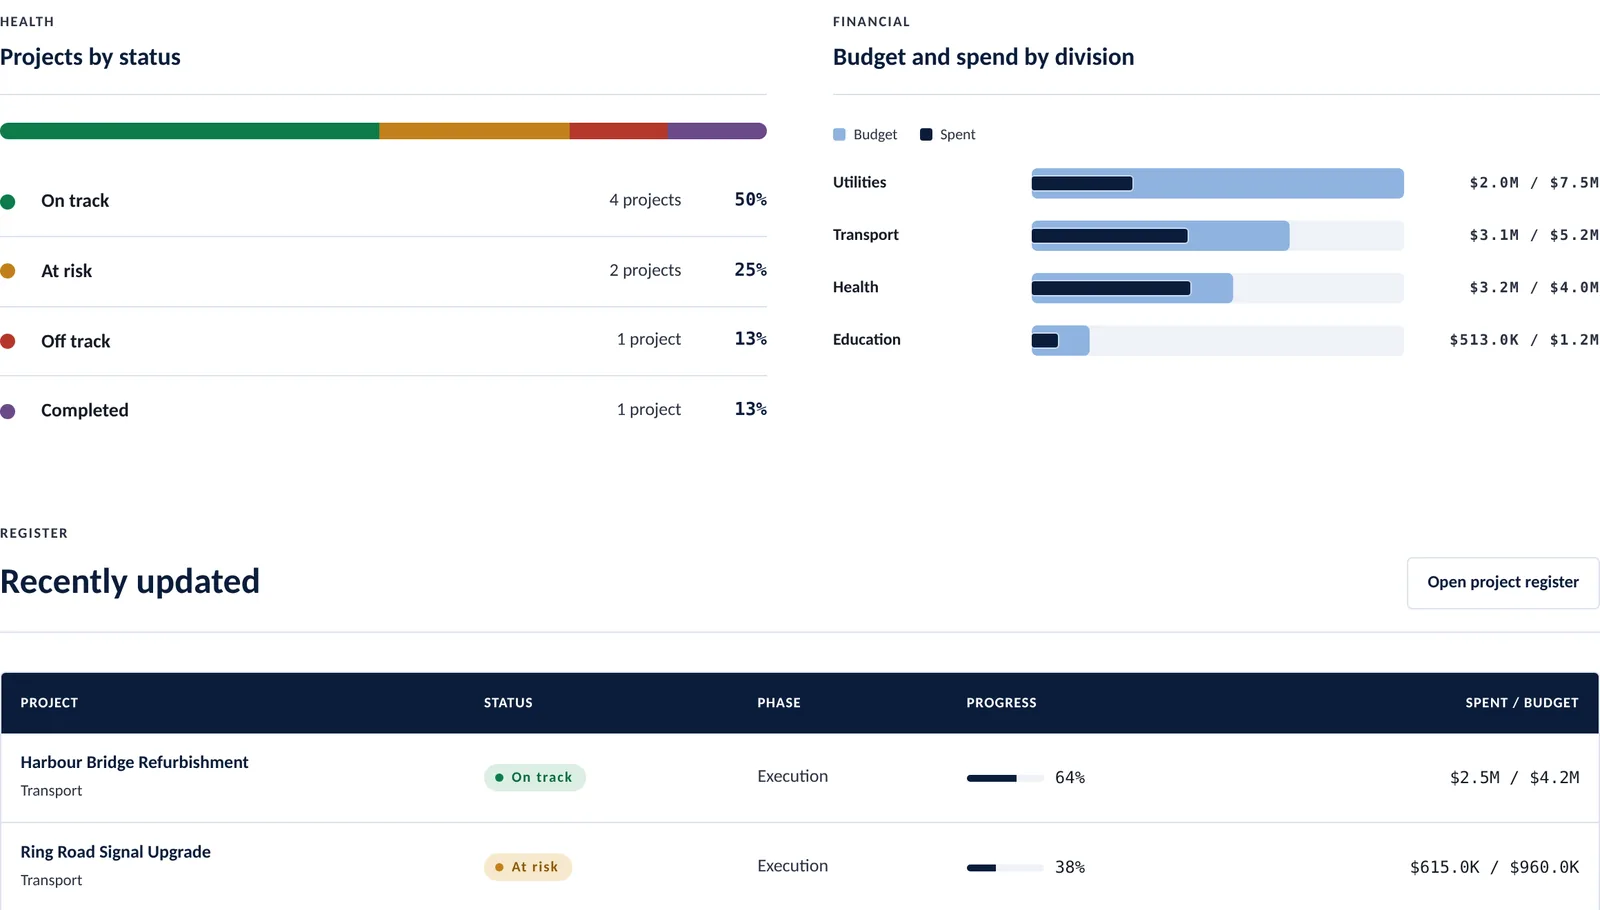 HEALTH
Projects by status
On track 4 projects 50%
At risk 2 projects 25%
Off track 1 project 13%
Completed 1 project 13%
FINANCIAL
Budget and spend by division
Budget Spent
Utilities $2.0M / $7.5M
Transport $3.1M / $5.2M
Health $3.2M / $4.0M
Education $513.0K / $1.2M
REGISTER
Recently updated
Open project register
PROJECT STATUS PHASE PROGRESS SPENT / BUDGET
Harbour Bridge Refurbishment
Transport
On track Execution 64% $2.5M / $4.2M
Ring Road Signal Upgrade
Transport
At risk Execution 38% $615.0K / $960.0K